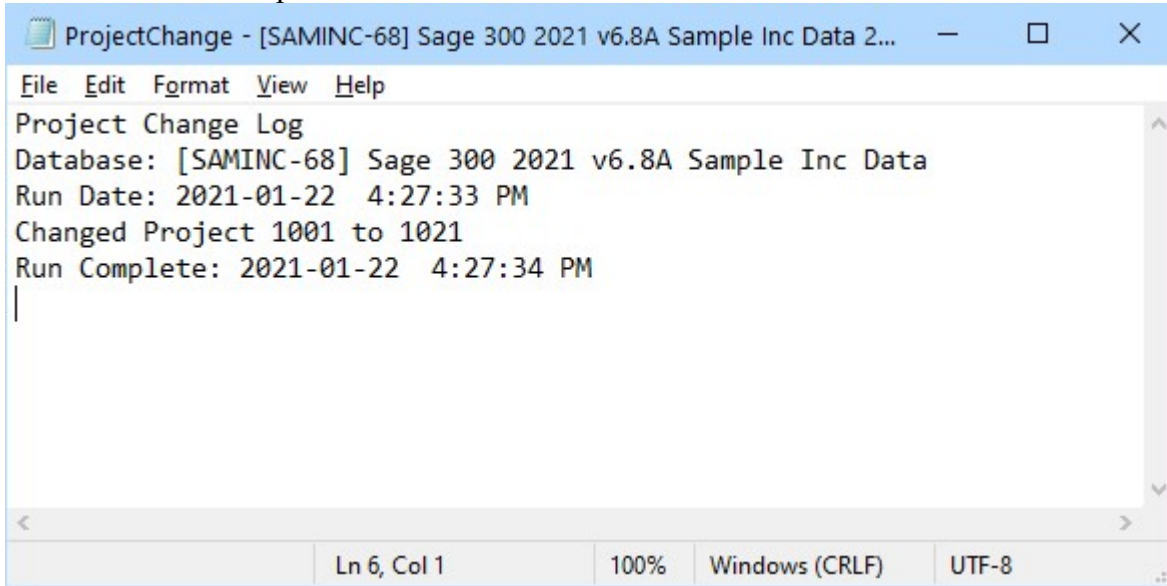 ProjectChange - [SAMINC-68] Sage 300 2021 v6.8A Sample Inc Data 2...
File Edit Format View Help
Project Change Log
Database: [SAMINC-68] Sage 300 2021 v6.8A Sample Inc Data
Run Date: 2021-01-22  4:27:33 PM
Changed Project 1001 to 1021
Run Complete: 2021-01-22  4:27:34 PM
Ln 6, Col 1 100% Windows (CRLF) UTF-8